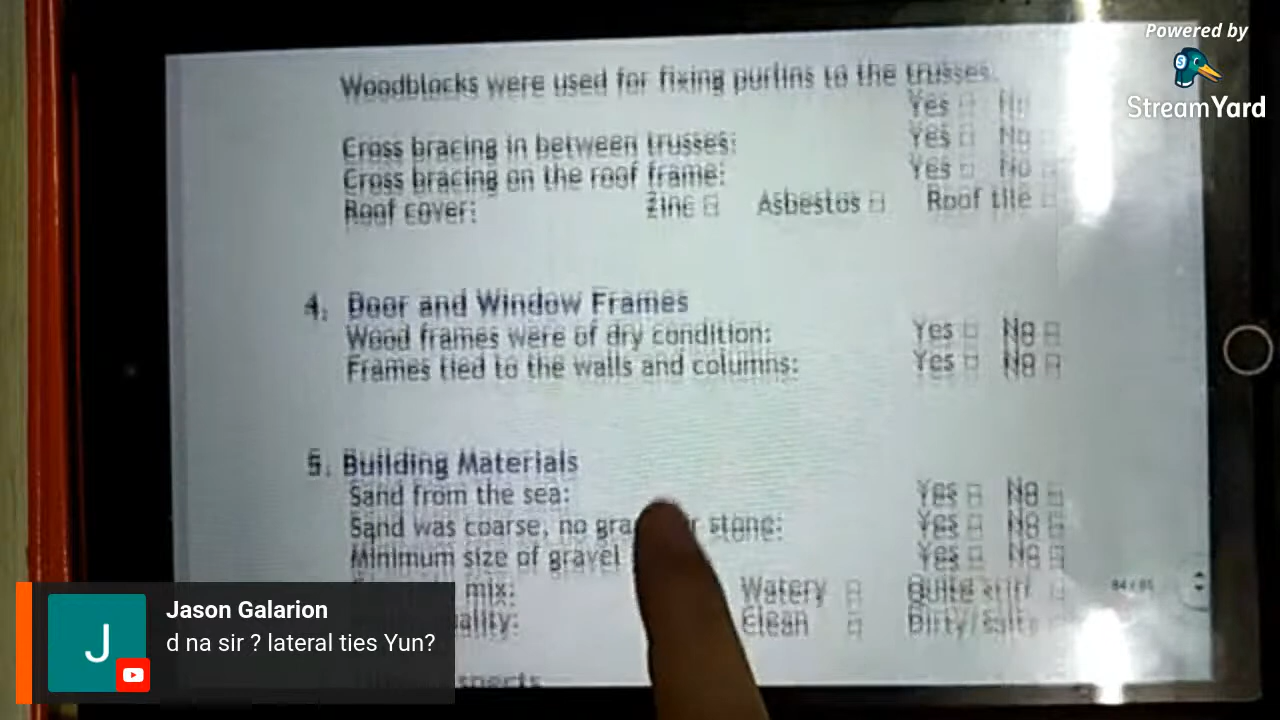 Powered by
StreamYard
Woodblocks were used for fixing purlins to the trusses.
Yes No
Cross bracing in between trusses: Yes No
Cross bracing on the roof frame: Yes No
Roof cover: Zinc Asbestos Roof tile
4. Door and Window Frames
Wood frames were of dry condition: Yes No
Frames tied to the walls and columns: Yes No
5. Building Materials
Sand from the sea: Yes No
Sand was coarse, no stone: Yes No
Minimum size of gravel Yes No
mix: Watery Quite stiff
Clean Dirty/
Jason Galarion
d na sir ? lateral ties Yun?
J